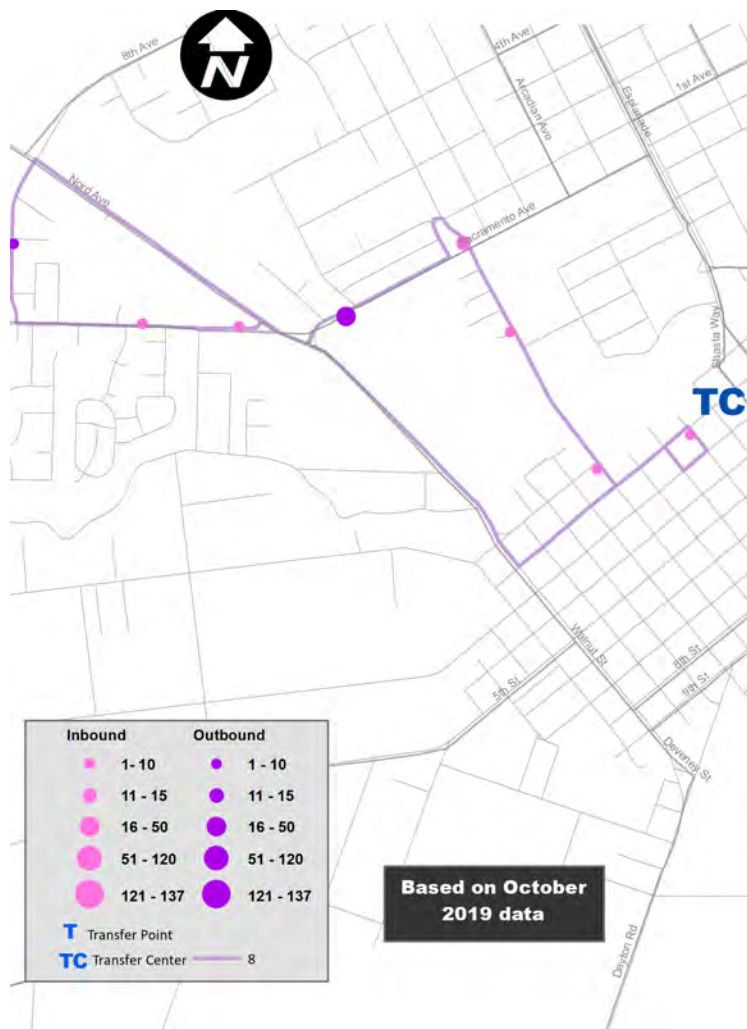 N
8th Ave
4th Ave
Arcadian Ave
Esplanade
1st Ave
Nord Ave
Sacramento Ave
Shasta Way
TC
Walnut St
8th St
9th St
5th St
Deveney St
Dayton Rd
Inbound Outbound
1 - 10 1 - 10
11 - 15 11 - 15
16 - 50 16 - 50
51 - 120 51 - 120
121 - 137 121 - 137
T Transfer Point
TC Transfer Center 8
Based on October
2019 data